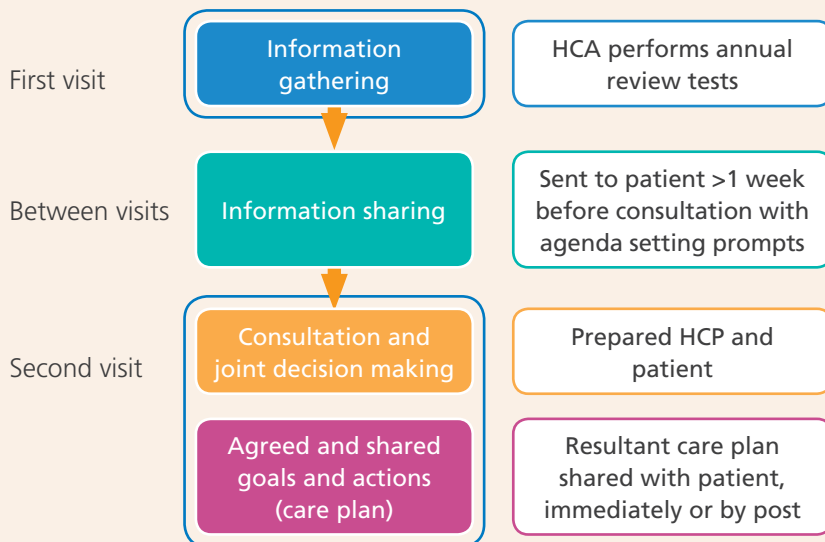 First visit
Information
gathering
HCA performs annual
review tests
Between visits
Information sharing
Sent to patient >1 week
before consultation with
agenda setting prompts
Second visit
Consultation and
joint decision making
Prepared HCP and
patient
Agreed and shared
goals and actions
(care plan)
Resultant care plan
shared with patient,
immediately or by post